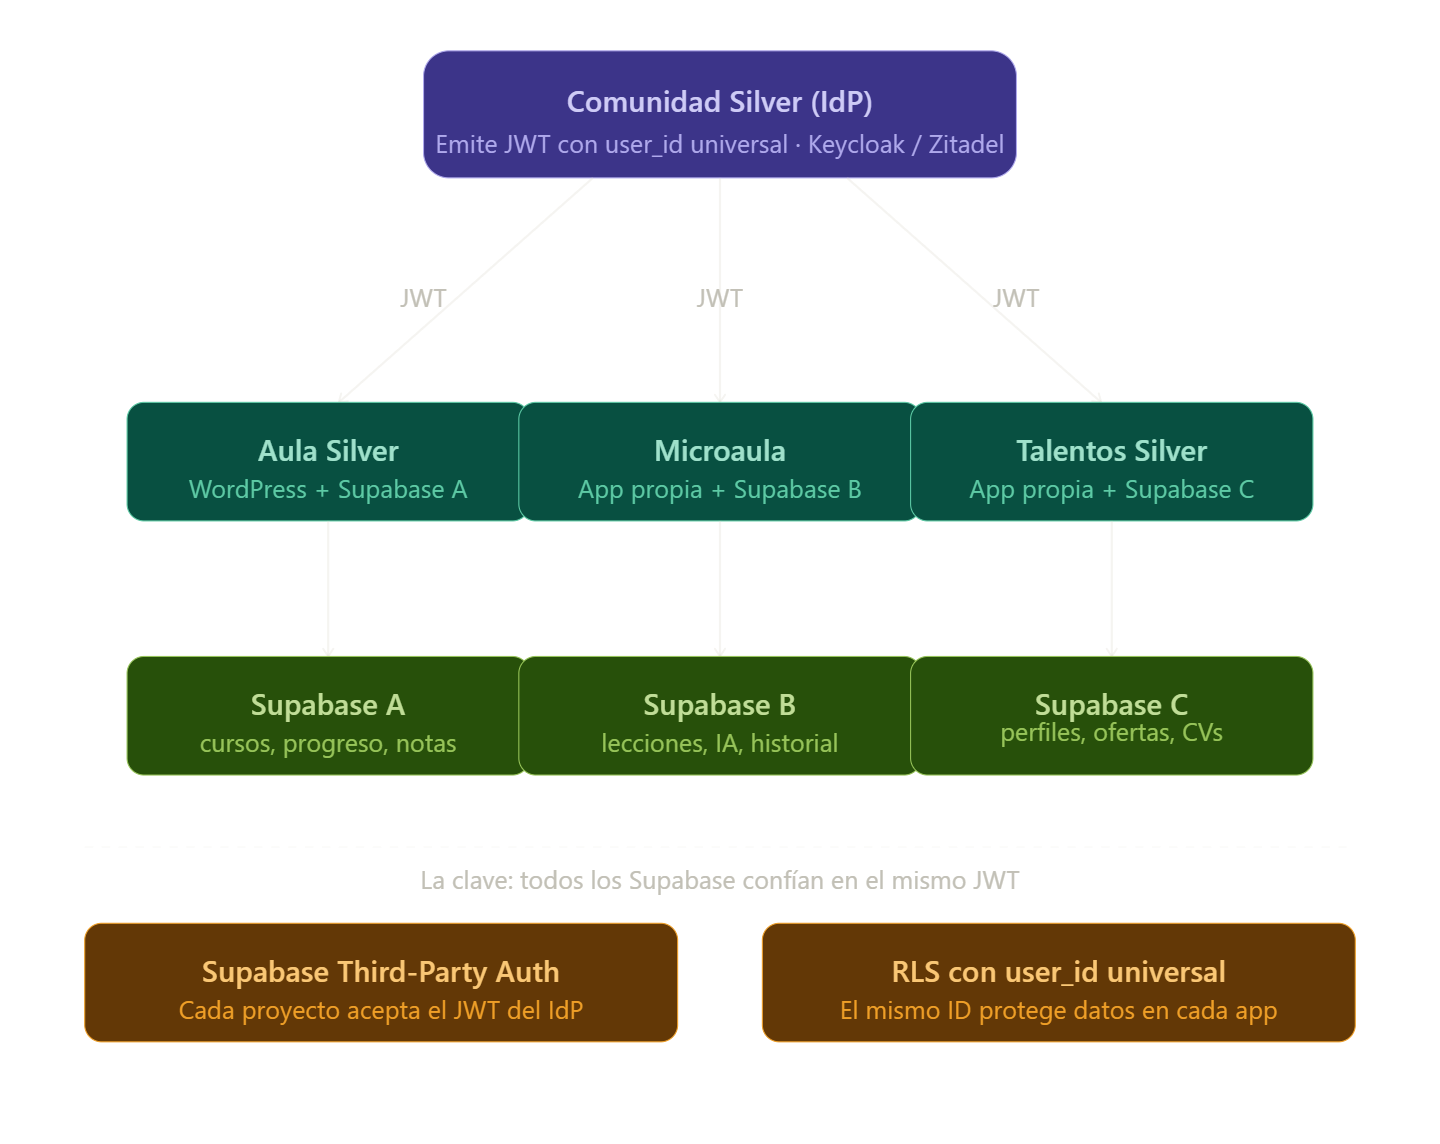 Comunidad Silver (IdP)
Emite JWT con user_id universal · Keycloak / Zitadel
JWT
JWT
JWT
Aula Silver
WordPress + Supabase A
Microaula
App propia + Supabase B
Talentos Silver
App propia + Supabase C
Supabase A
cursos, progreso, notas
Supabase B
lecciones, IA, historial
Supabase C
perfiles, ofertas, CVs
La clave: todos los Supabase confían en el mismo JWT
Supabase Third-Party Auth
Cada proyecto acepta el JWT del IdP
RLS con user_id universal
El mismo ID protege datos en cada app